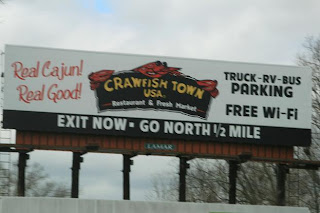 Real Cajun!
Real Good!
CRAWFISH TOWN
USA.
Restaurant & Fresh Market
TRUCK-RV-BUS
PARKING
FREE Wi-Fi
EXIT NOW - GO NORTH 1/2 MILE
LAMAR